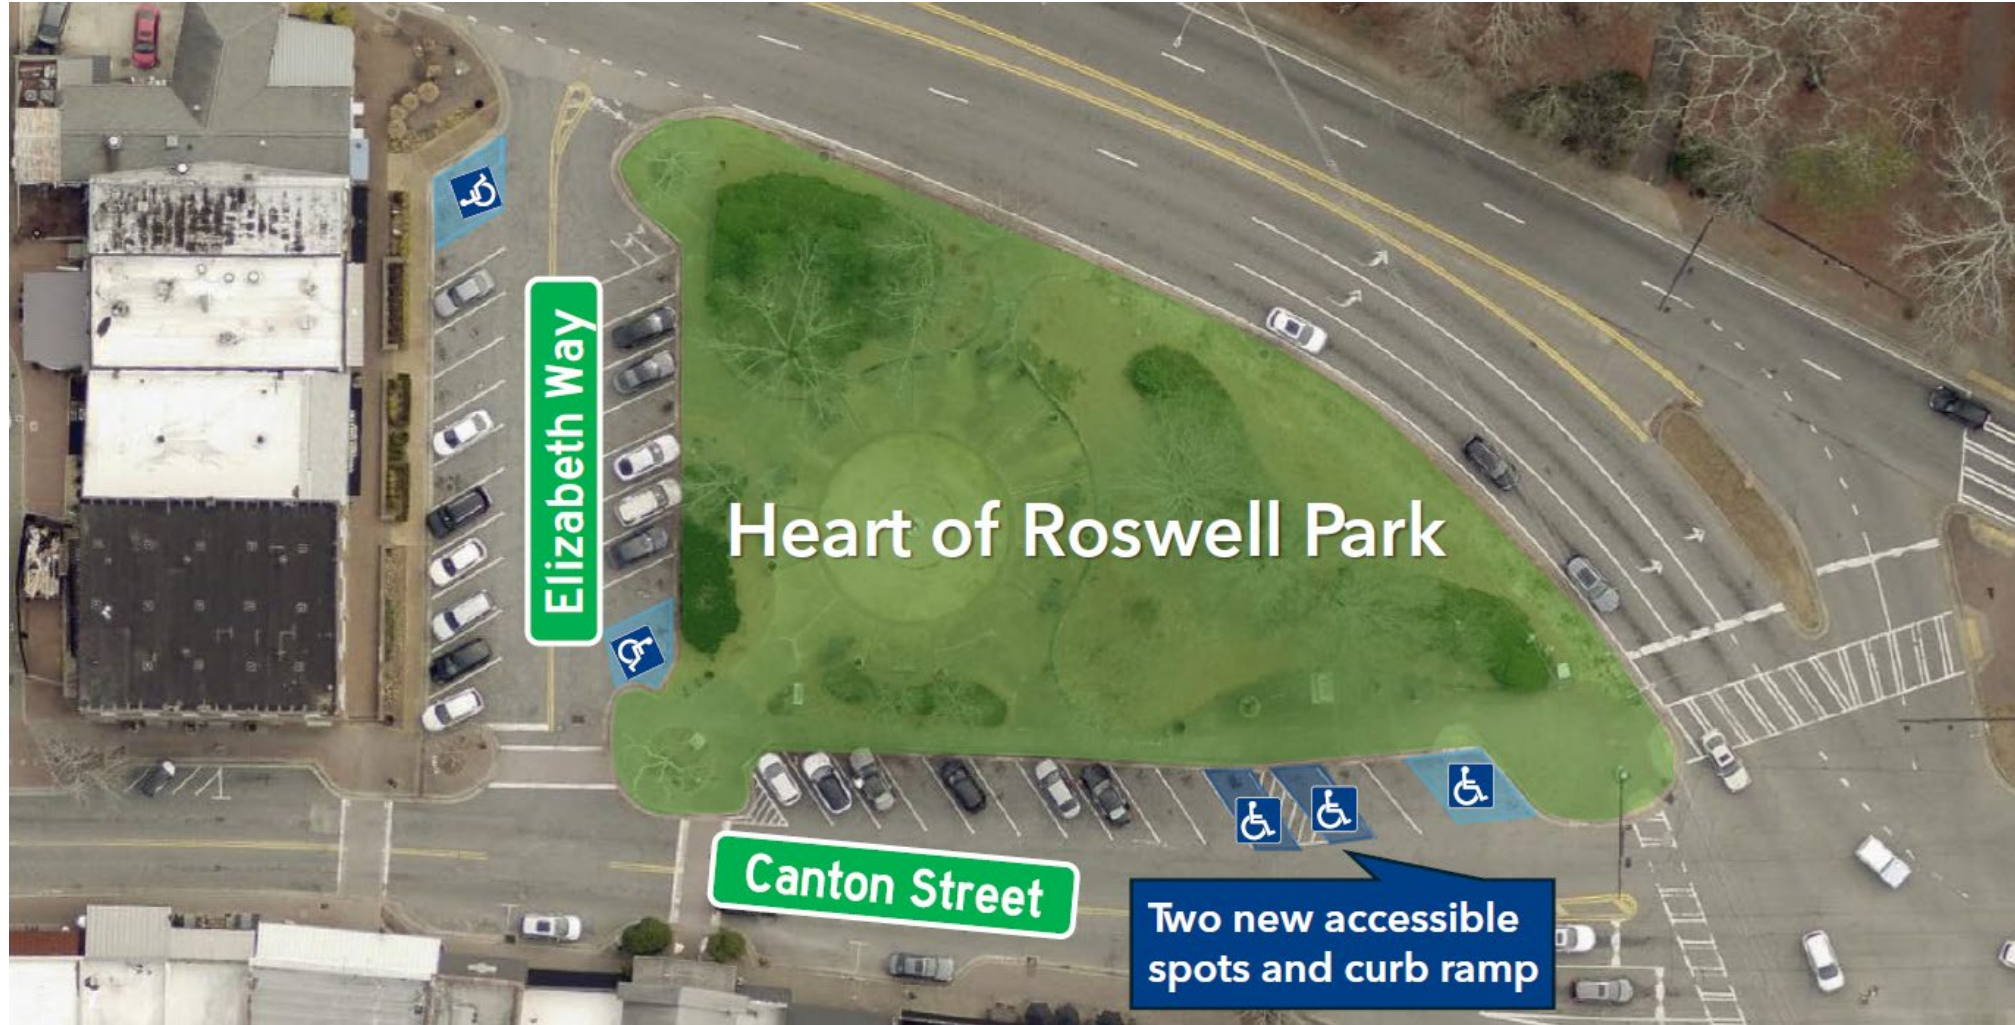 Elizabeth Way
Heart of Roswell Park
Canton Street
Two new accessible
spots and curb ramp